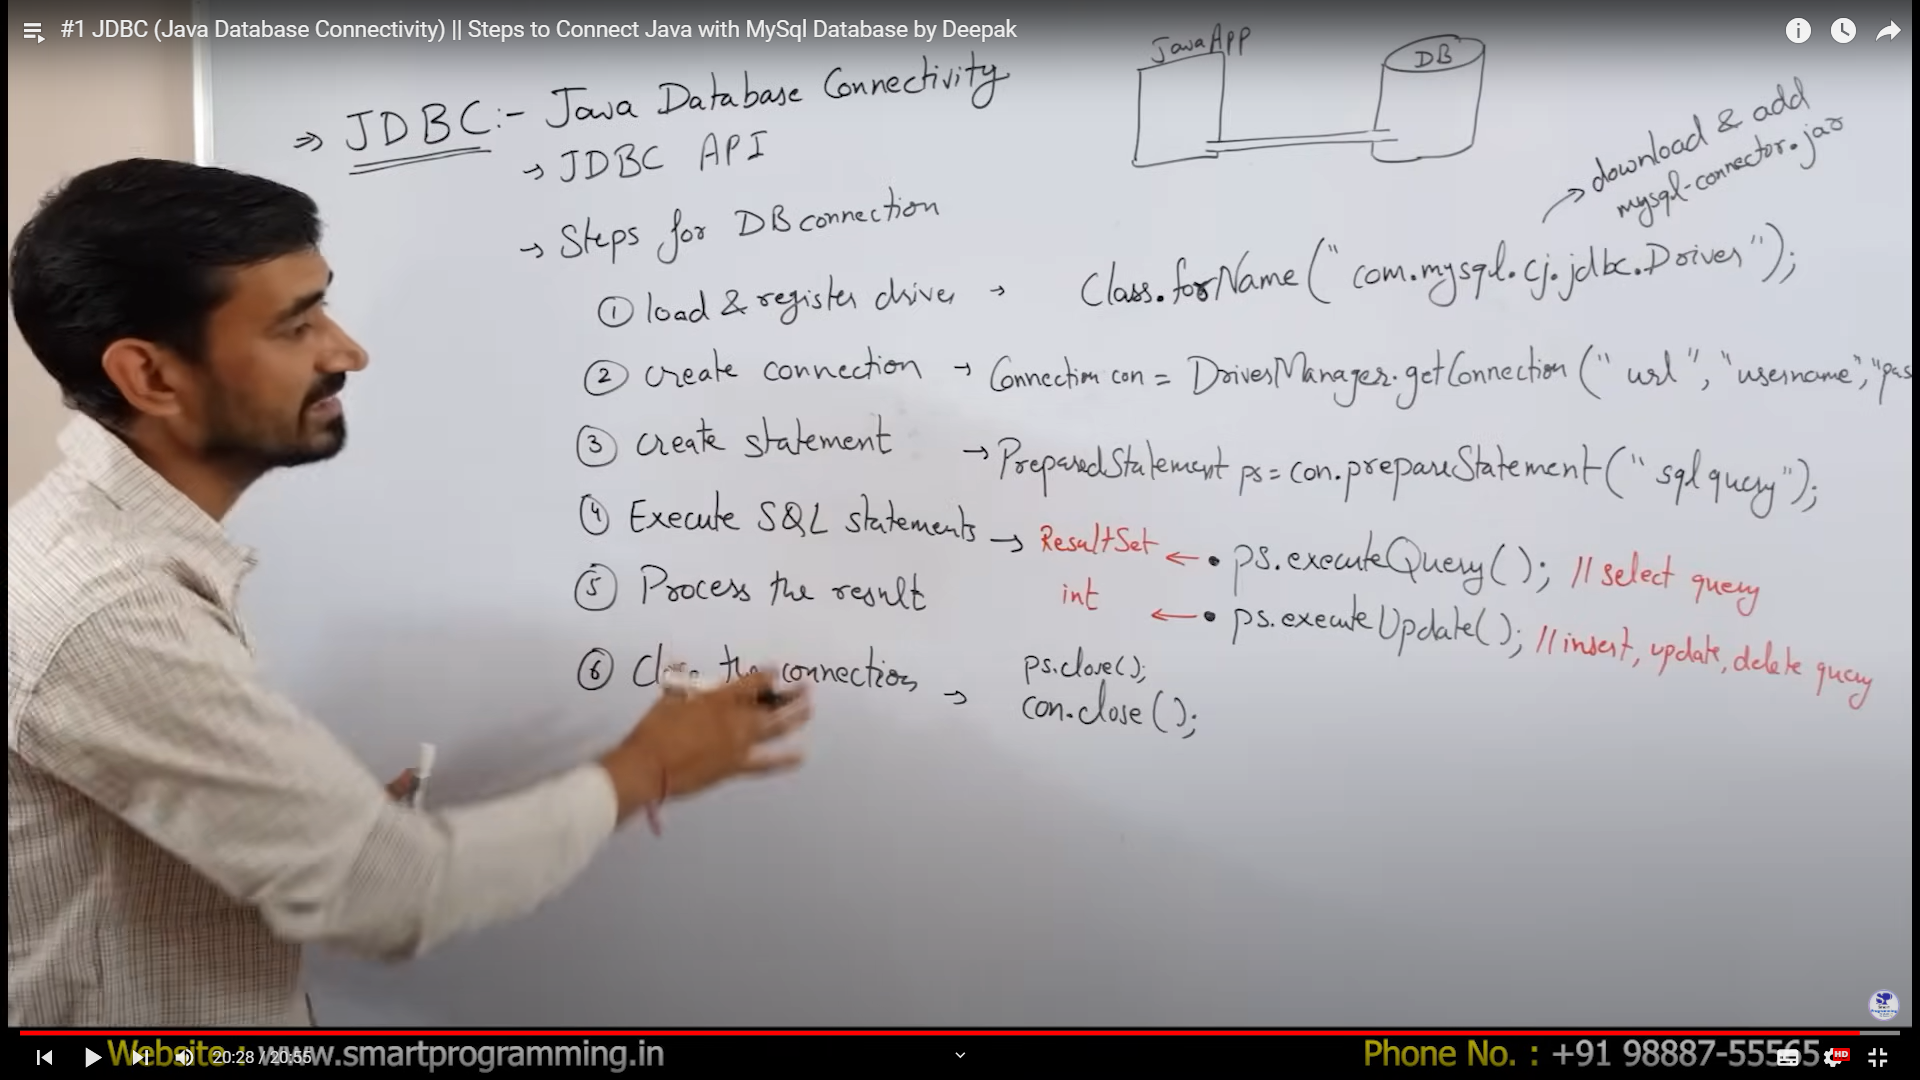 #1 JDBC (Java Database Connectivity) || Steps to Connect Java with MySql Database by Deepak
Java App
DB
⇒ JDBC :- Java Database Connectivity
→ JDBC API
→ download & add
mysql-connector.jar
→ Steps for DB connection
① load & register driver → Class.forName("com.mysql.cj.jdbc.Driver");
② create connection → Connection con = DriverManager.getConnection("url", "username", "pas
③ create statement → PreparedStatement ps = con.prepareStatement("sql query");
④ Execute SQL statements → ResultSet ← • ps.executeQuery(); // select query
int ← • ps.executeUpdate(); // insert, update, delete query
⑤ Process the result
⑥ Close the connection → ps.close();
con.close();
Website : www.smartprogramming.in
20:28 / 20:55
Phone No. : +91 98887-55565
HD